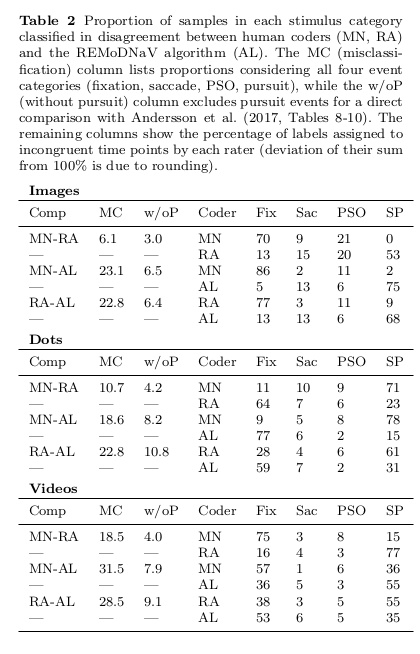 Table 2 Proportion of samples in each stimulus category
classified in disagreement between human coders (MN, RA)
and the REMoDNaV algorithm (AL). The MC (misclassi-
fication) column lists proportions considering all four event
categories (fixation, saccade, PSO, pursuit), while the w/oP
(without pursuit) column excludes pursuit events for a direct
comparison with Andersson et al. (2017, Tables 8-10). The
remaining columns show the percentage of labels assigned to
incongruent time points by each rater (deviation of their sum
from 100% is due to rounding).
Images
Comp MC w/oP Coder Fix Sac PSO SP
MN-RA 6.1 3.0 MN 70 9 21 0
— — — RA 13 15 20 53
MN-AL 23.1 6.5 MN 86 2 11 2
— — — AL 5 13 6 75
RA-AL 22.8 6.4 RA 77 3 11 9
— — — AL 13 13 6 68
Dots
Comp MC w/oP Coder Fix Sac PSO SP
MN-RA 10.7 4.2 MN 11 10 9 71
— — — RA 64 7 6 23
MN-AL 18.6 8.2 MN 9 5 8 78
— — — AL 77 6 2 15
RA-AL 22.8 10.8 RA 28 4 6 61
— — — AL 59 7 2 31
Videos
Comp MC w/oP Coder Fix Sac PSO SP
MN-RA 18.5 4.0 MN 75 3 8 15
— — — RA 16 4 3 77
MN-AL 31.5 7.9 MN 57 1 6 36
— — — AL 36 5 3 55
RA-AL 28.5 9.1 RA 38 3 5 55
— — — AL 53 6 5 35